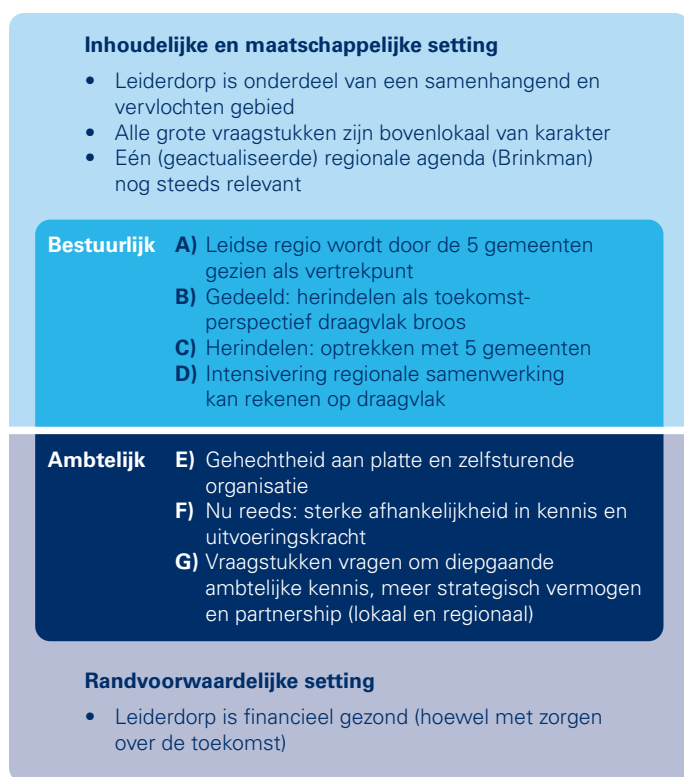 Inhoudelijke en maatschappelijke setting
• Leiderdorp is onderdeel van een samenhangend en
vervlochten gebied
• Alle grote vraagstukken zijn bovenlokaal van karakter
• Eén (geactualiseerde) regionale agenda (Brinkman)
nog steeds relevant
Bestuurlijk A) Leidse regio wordt door de 5 gemeenten
gezien als vertrekpunt
B) Gedeeld: herindelen als toekomst-
perspectief draagvlak broos
C) Herindelen: optrekken met 5 gemeenten
D) Intensivering regionale samenwerking
kan rekenen op draagvlak
Ambtelijk E) Gehechtheid aan platte en zelfsturende
organisatie
F) Nu reeds: sterke afhankelijkheid in kennis en
uitvoeringskracht
G) Vraagstukken vragen om diepgaande
ambtelijke kennis, meer strategisch vermogen
en partnership (lokaal en regionaal)
Randvoorwaardelijke setting
• Leiderdorp is financieel gezond (hoewel met zorgen
over de toekomst)